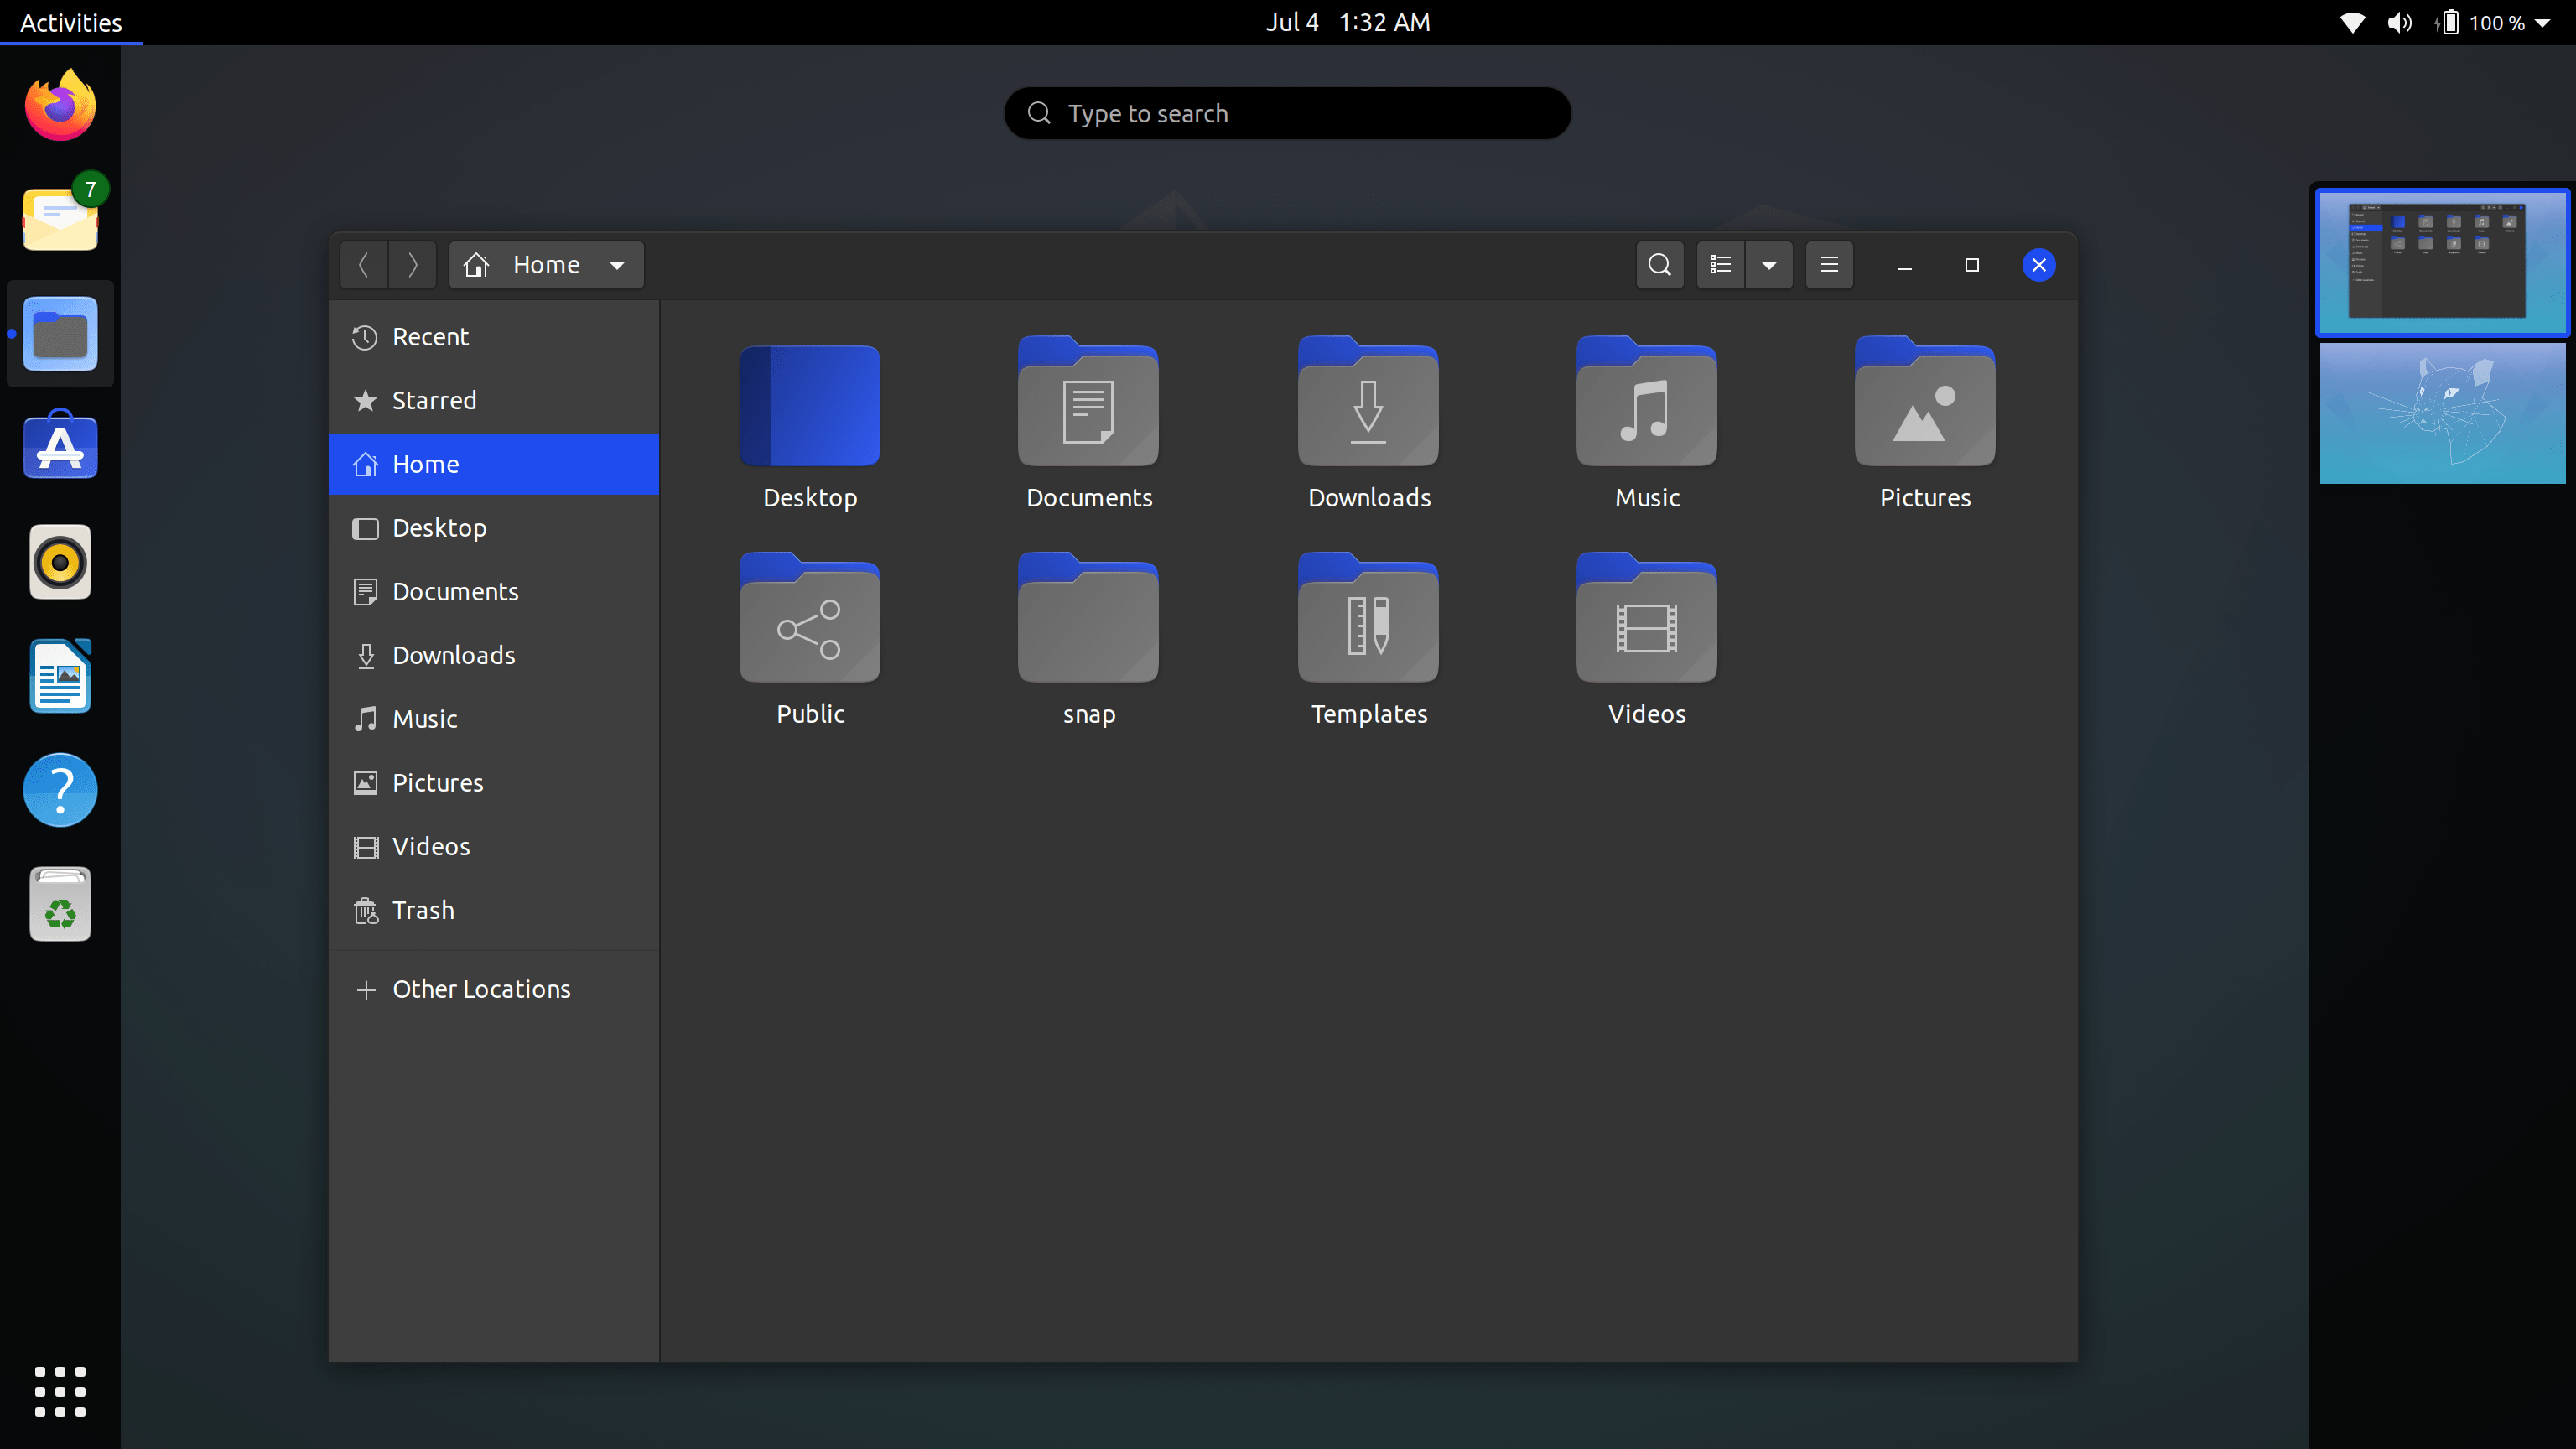 Activities
Jul 4 1:32 AM
100 %
Type to search
7
Home
Recent
Starred
Home
Desktop
Documents
Downloads
Music
Pictures
Videos
Trash
Other Locations
Desktop Documents Downloads Music Pictures
Public snap Templates Videos